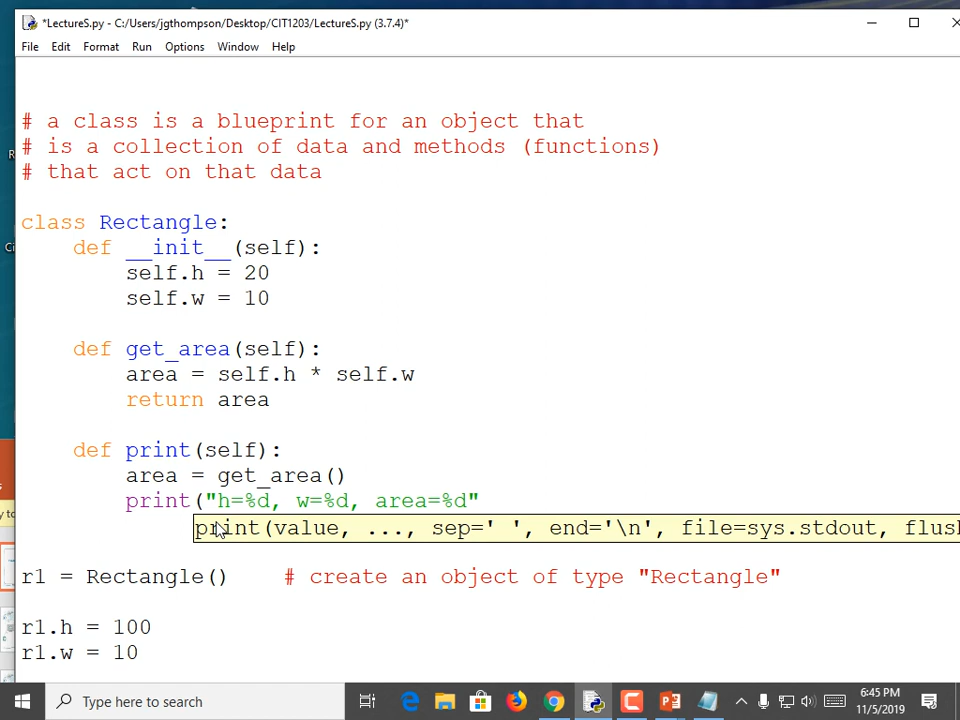 *LectureS.py - C:/Users/jgthompson/Desktop/CIT1203/LectureS.py (3.7.4)*
File Edit Format Run Options Window Help
# a class is a blueprint for an object that
# is a collection of data and methods (functions)
# that act on that data
class Rectangle:
    def __init__(self):
        self.h = 20
        self.w = 10
    def get_area(self):
        area = self.h * self.w
        return area
    def print(self):
        area = get_area()
        print("h=%d, w=%d, area=%d"
print(value, ..., sep=' ', end='\n', file=sys.stdout, flush
r1 = Rectangle()    # create an object of type "Rectangle"
r1.h = 100
r1.w = 10
Type here to search
6:45 PM
11/5/2019